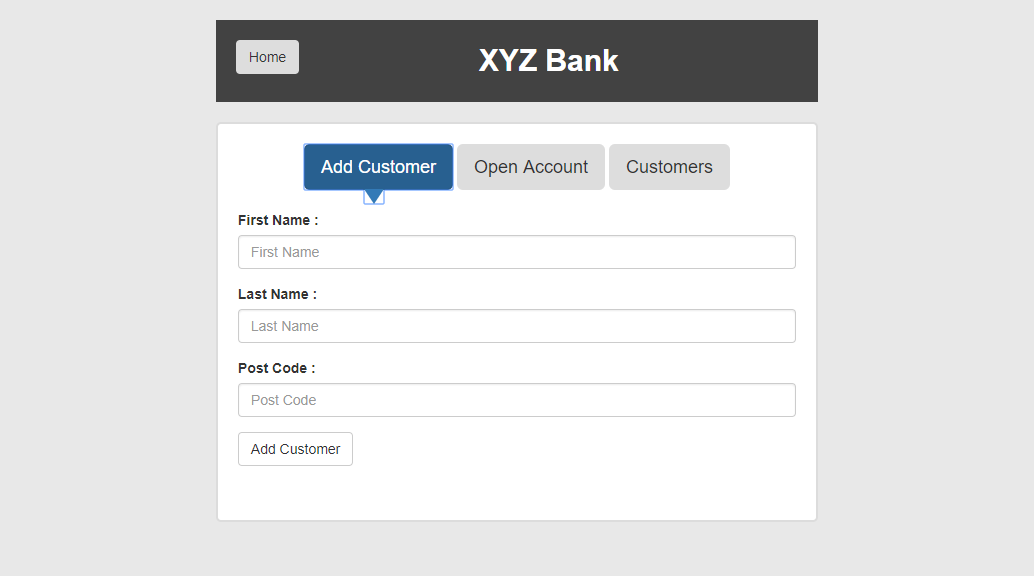 Home
XYZ Bank
Add Customer
Open Account
Customers
First Name :
First Name
Last Name :
Last Name
Post Code :
Post Code
Add Customer